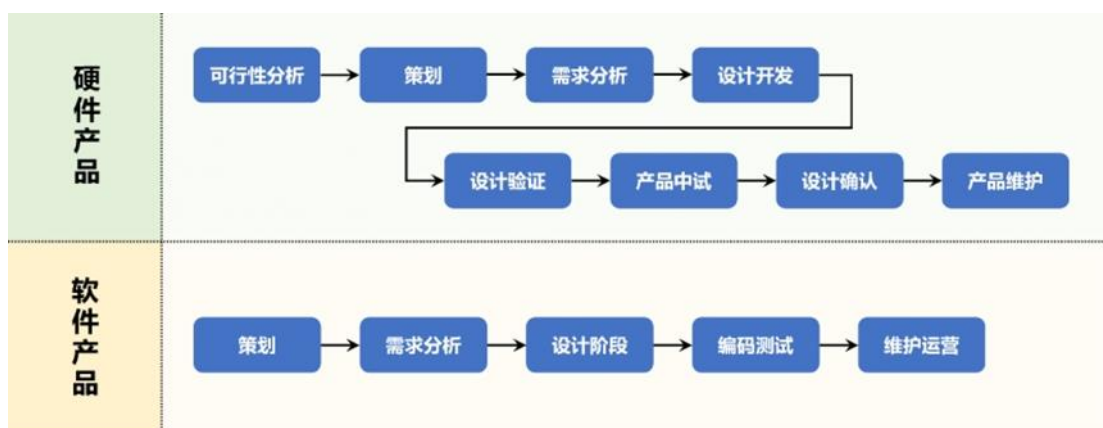 硬件产品
可行性分析
策划
需求分析
设计开发
设计验证
产品中试
设计确认
产品维护
软件产品
策划
需求分析
设计阶段
编码测试
维护运营